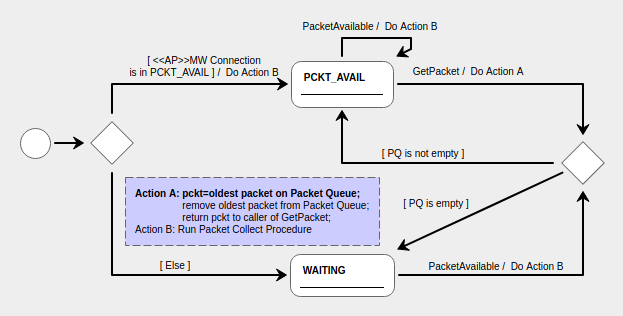 PacketAvailable /  Do Action B
[ <<AP>>MW Connection
is in PCKT_AVAIL ] /  Do Action B
PCKT_AVAIL
GetPacket /  Do Action A
[ PQ is not empty ]
Action A: pckt=oldest packet on Packet Queue;
remove oldest packet from Packet Queue;
return pckt to caller of GetPacket;
Action B: Run Packet Collect Procedure
[ PQ is empty ]
[ Else ]
WAITING
PacketAvailable /  Do Action B